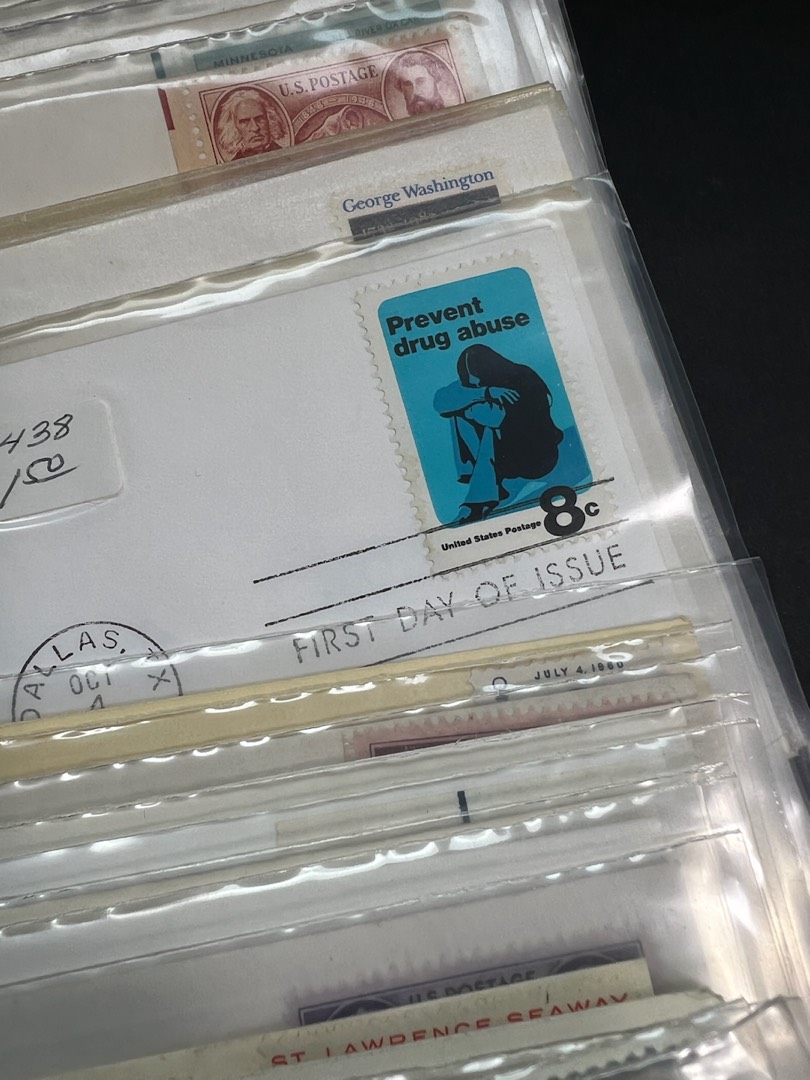 MINNESOTA
U.S. POSTAGE
George Washington
Prevent
drug abuse
438
1 50
United States Postage 8c
FIRST DAY OF ISSUE
DALLAS, TX
OCT
4
JULY 4, 1960
U.S. POSTAGE
ST. LAWRENCE SEAWAY